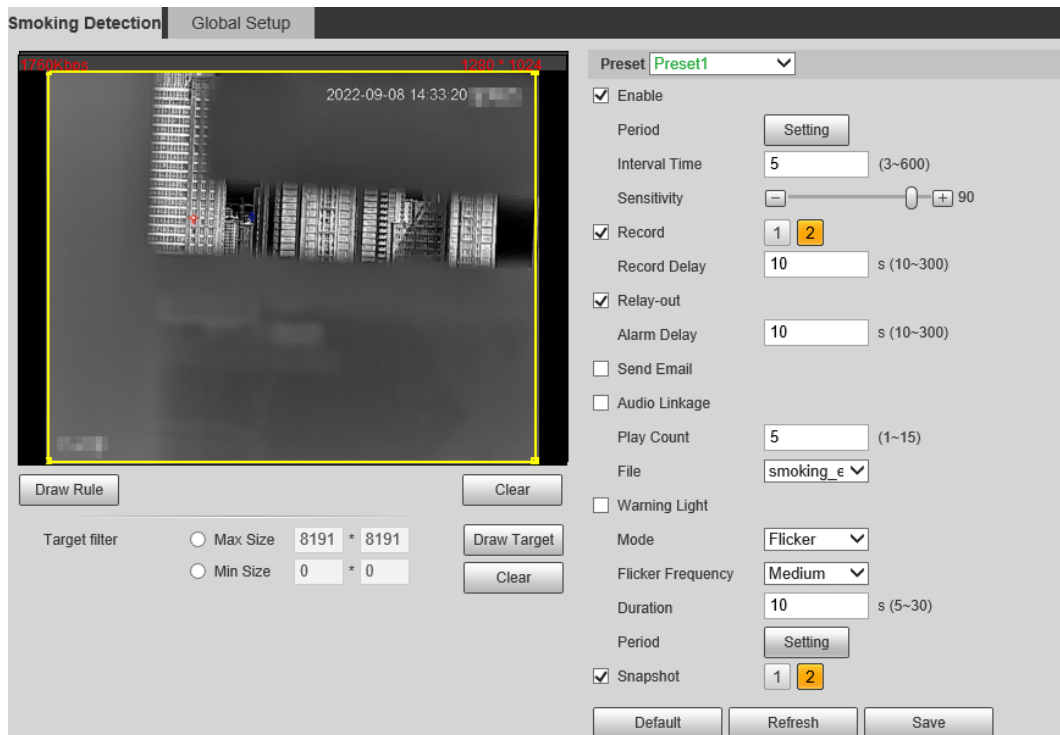 Smoking Detection Global Setup
1760Kbps 1280 * 1024
2022-09-08 14:33:20
Draw Rule Clear
Target filter Max Size 8191 * 8191 Draw Target
Min Size 0 * 0 Clear
Preset Preset1
Enable
Period Setting
Interval Time 5 (3~600)
Sensitivity - + 90
Record 1 2
Record Delay 10 s (10~300)
Relay-out
Alarm Delay 10 s (10~300)
Send Email
Audio Linkage
Play Count 5 (1~15)
File smoking_e
Warning Light
Mode Flicker
Flicker Frequency Medium
Duration 10 s (5~30)
Period Setting
Snapshot 1 2
Default Refresh Save